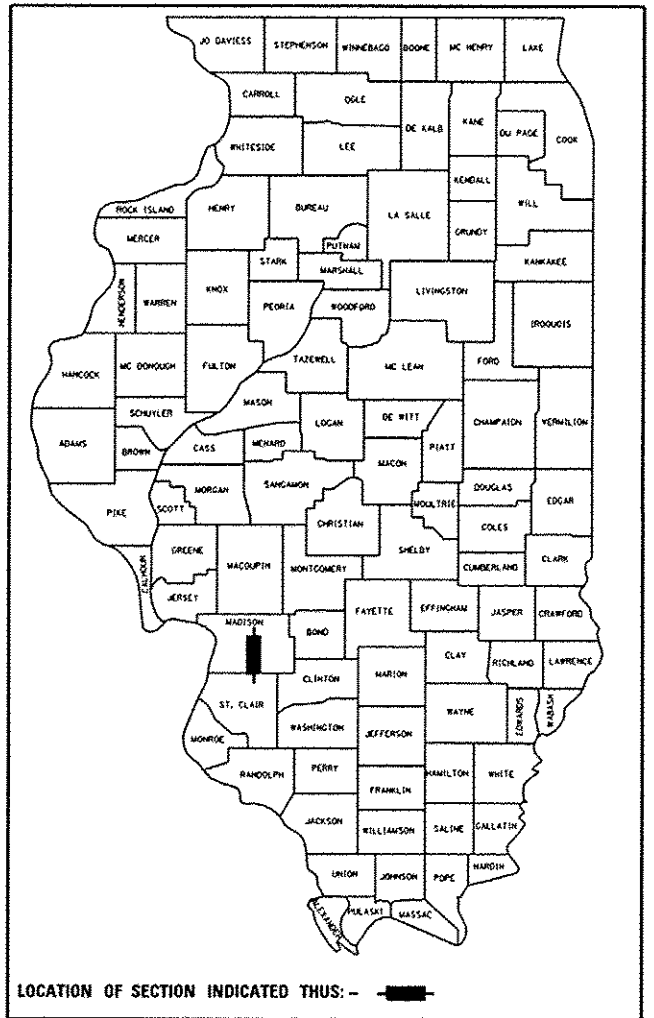 JO DAVIESS STEPHENSON WINNEBAGO BOONE MC HENRY LAKE
CARROLL OGLE DE KALB KANE DU PAGE COOK
WHITESIDE LEE KENDALL WILL
ROCK ISLAND HENRY BUREAU LA SALLE GRUNDY
MERCER PUTNAM KANKAKEE
STARK MARSHALL
HENDERSON WARREN KNOX PEORIA WOODFORD LIVINGSTON IROQUOIS
HANCOCK MC DONOUGH FULTON TAZEWELL MC LEAN FORD
SCHUYLER MASON LOGAN DE WITT CHAMPAION VERMILION
ADAMS BROWN CASS MENARD MACON PIATT
PIKE SCOTT MORGAN SANGAMON MOULTRIE DOUGLAS EDGAR
CHRISTIAN COLES
CALHOUN GREENE MACOUPIN MONTGOMERY SHELBY CUMBERLAND CLARK
JERSEY FAYETTE EFFINGHAM JASPER CRAWFORD
MADISON BOND CLAY RICHLAND LAWRENCE
CLINTON MARION
ST. CLAIR WAYNE EDWARDS WABASH
MONROE WASHINGTON JEFFERSON
RANDOLPH PERRY HAMILTON WHITE
FRANKLIN
JACKSON WILLIAMSON SALINE GALLATIN
UNION JOHNSON POPE HARDIN
ALEXANDER PULASKI MASSAC
LOCATION OF SECTION INDICATED THUS: -